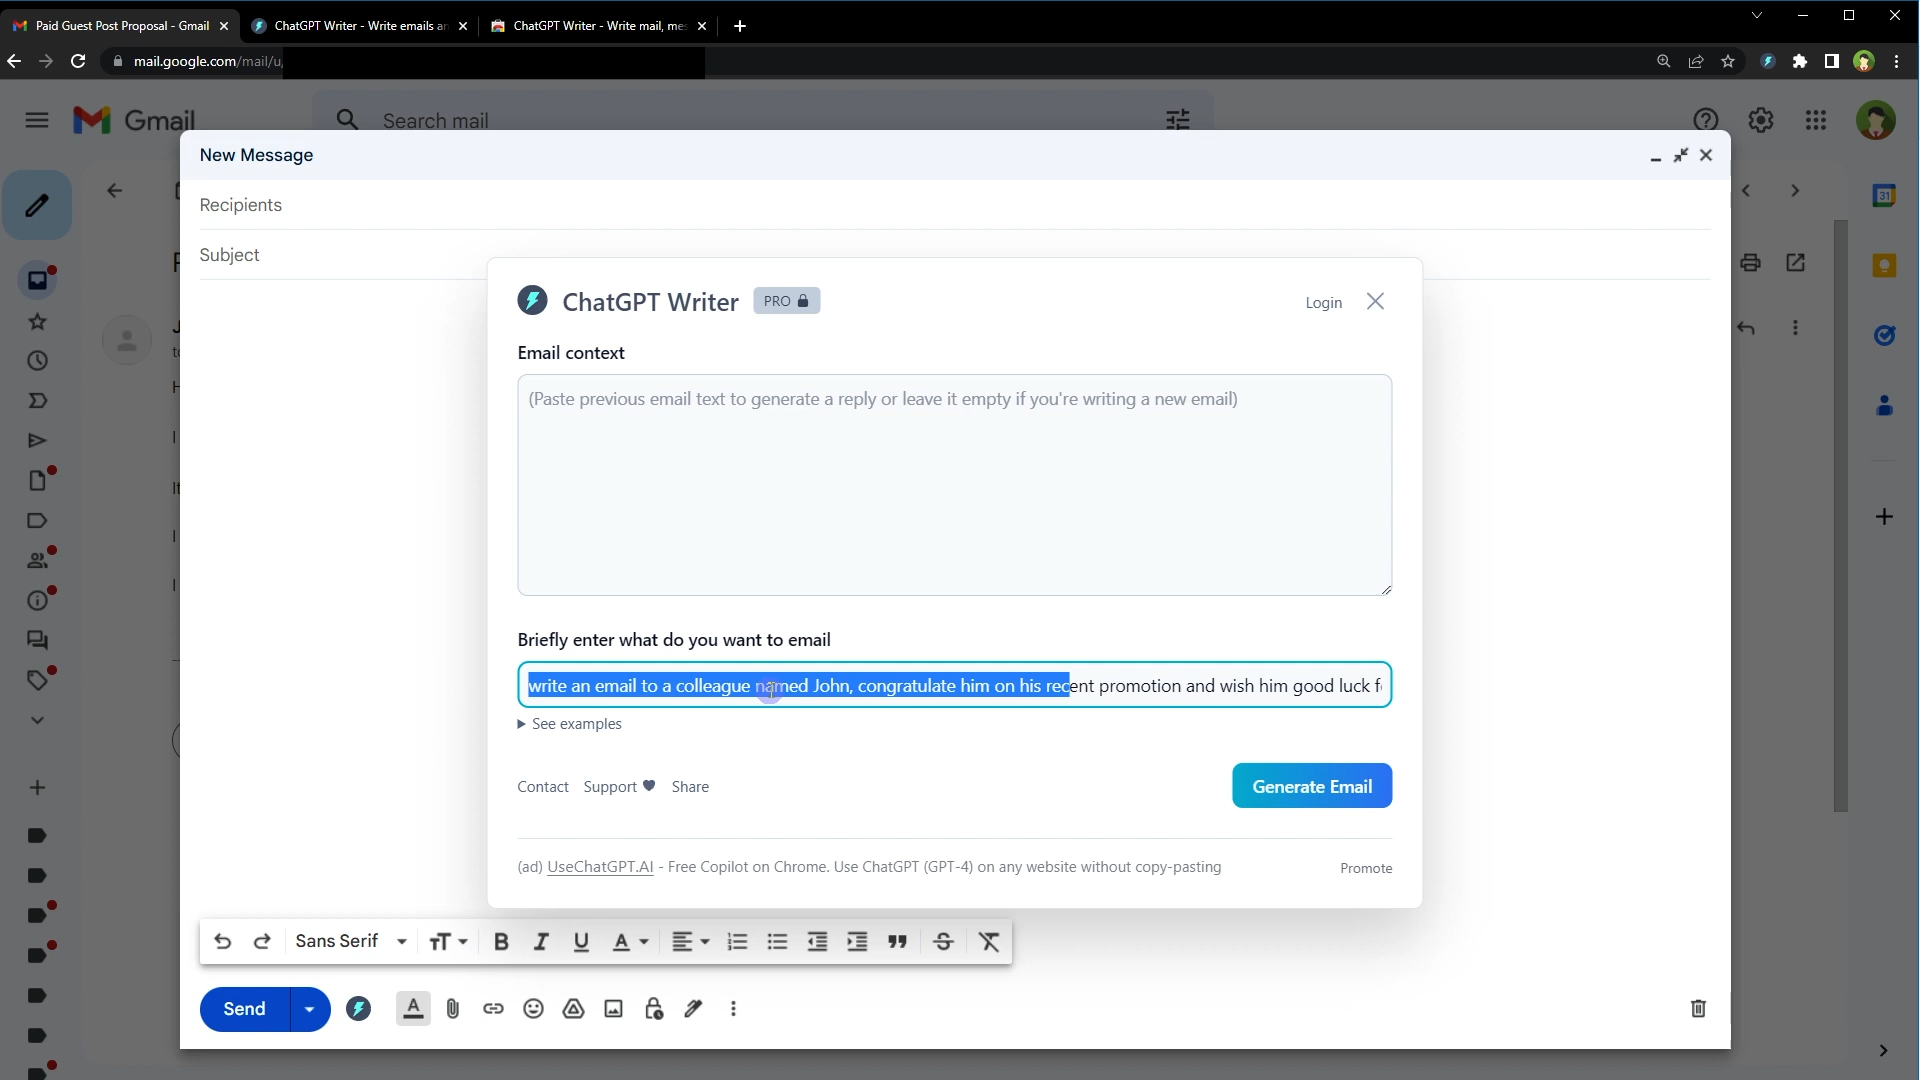 Paid Guest Post Proposal - Gmail
ChatGPT Writer - Write emails an
ChatGPT Writer - Write mail, mes
mail.google.com/mail/u/
Gmail
Search mail
New Message
Recipients
Subject
ChatGPT Writer PRO
Login
Email context
(Paste previous email text to generate a reply or leave it empty if you're writing a new email)
Briefly enter what do you want to email
write an email to a colleague named John, congratulate him on his recent promotion and wish him good luck f
See examples
Contact Support Share
Generate Email
(ad) UseChatGPT.AI - Free Copilot on Chrome. Use ChatGPT (GPT-4) on any website without copy-pasting
Promote
Sans Serif
Send
31